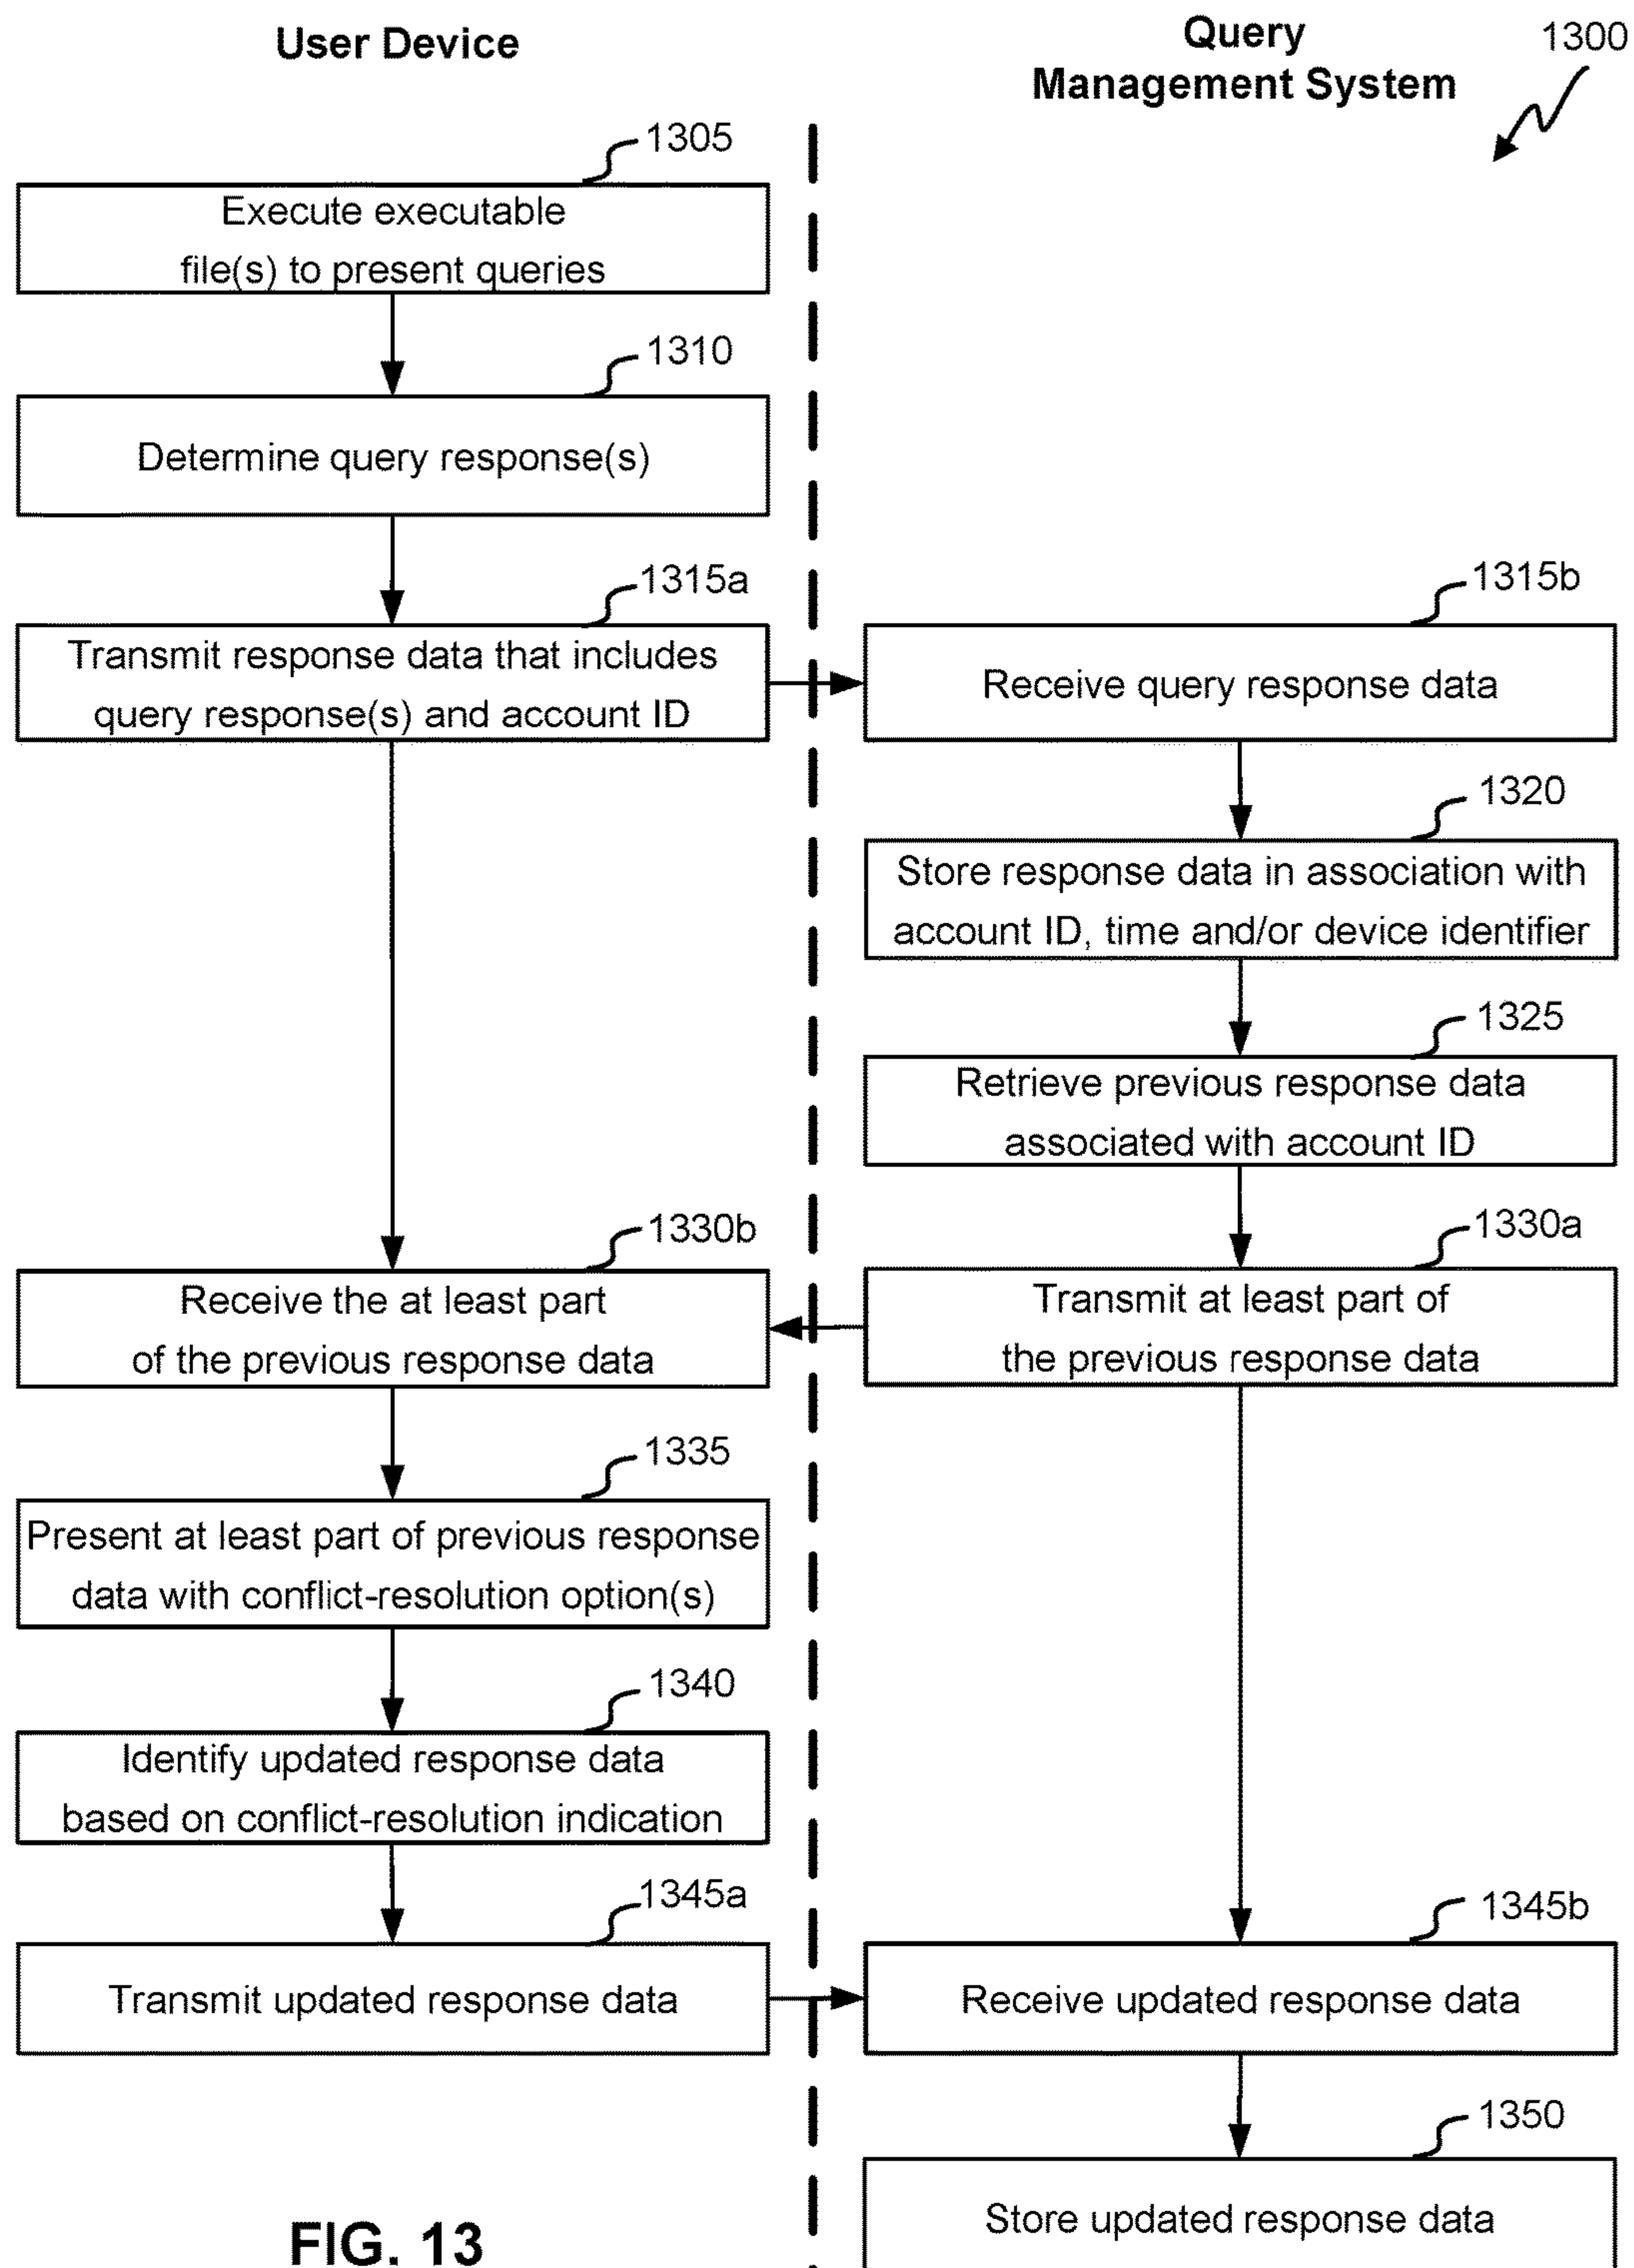 User Device
Query
Management System
1300
1305
Execute executable
file(s) to present queries
1310
Determine query response(s)
1315a
Transmit response data that includes
query response(s) and account ID
1315b
Receive query response data
1320
Store response data in association with
account ID, time and/or device identifier
1325
Retrieve previous response data
associated with account ID
1330a
Transmit at least part of
the previous response data
1330b
Receive the at least part
of the previous response data
1335
Present at least part of previous response
data with conflict-resolution option(s)
1340
Identify updated response data
based on conflict-resolution indication
1345a
Transmit updated response data
1345b
Receive updated response data
1350
Store updated response data
FIG. 13